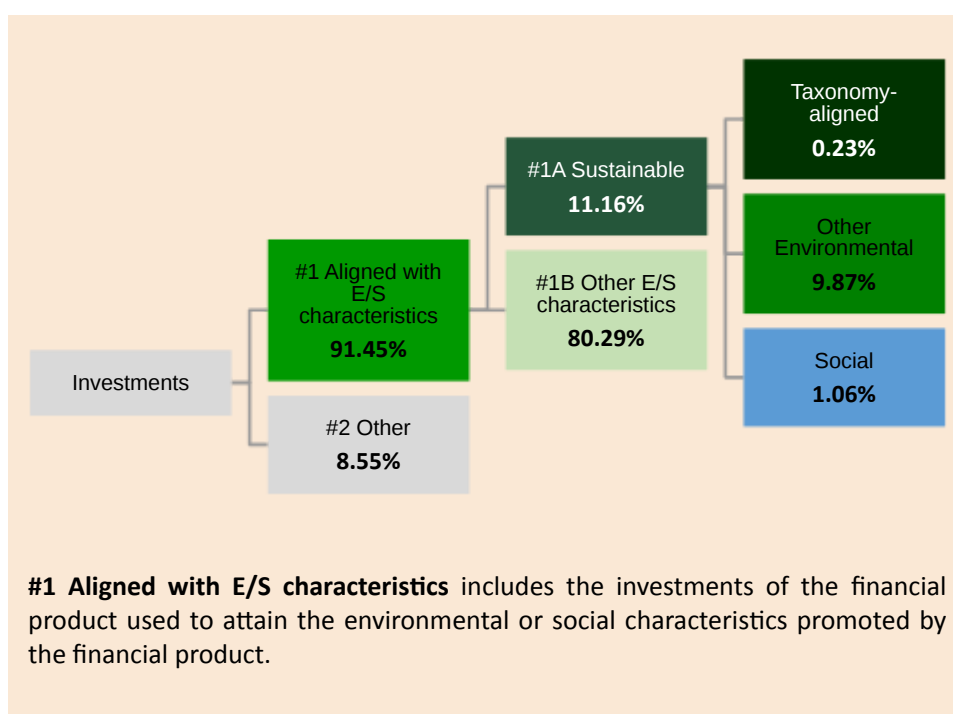 Investments
#1 Aligned with
E/S
characteristics
91.45%
#2 Other
8.55%
#1A Sustainable
11.16%
#1B Other E/S
characteristics
80.29%
Taxonomy-
aligned
0.23%
Other
Environmental
9.87%
Social
1.06%
#1 Aligned with E/S characteristics includes the investments of the financial
product used to attain the environmental or social characteristics promoted by
the financial product.